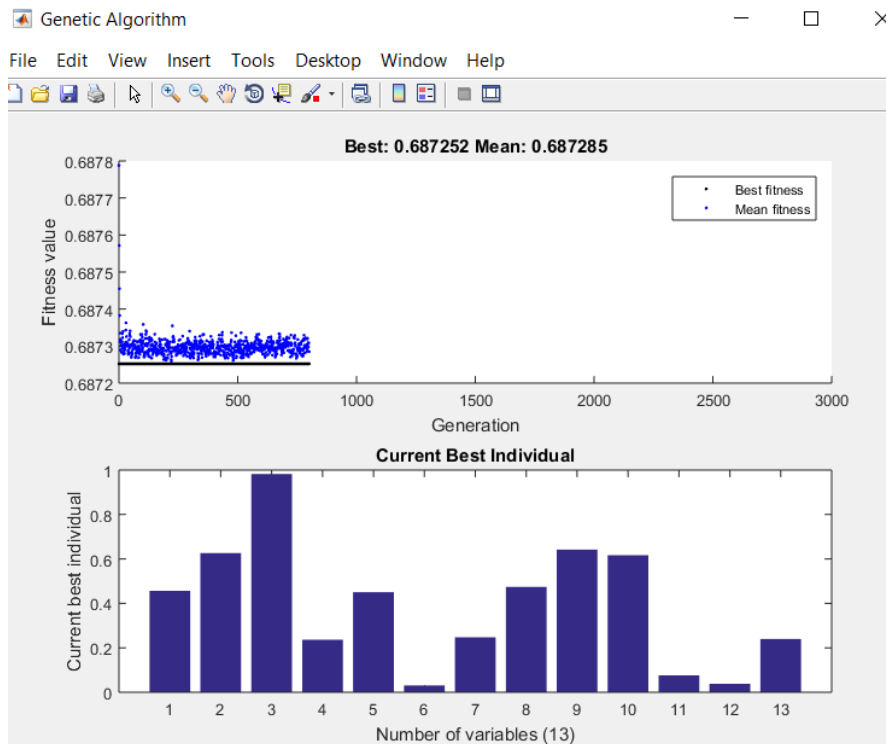 Genetic Algorithm
File Edit View Insert Tools Desktop Window Help
Best: 0.687252 Mean: 0.687285
0.6878
0.6877
0.6876
0.6875
0.6874
0.6873
0.6872
Fitness value
Best fitness
Mean fitness
0 500 1000 1500 2000 2500 3000
Generation
Current Best Individual
1
0.8
0.6
0.4
0.2
0
Current best individual
1 2 3 4 5 6 7 8 9 10 11 12 13
Number of variables (13)